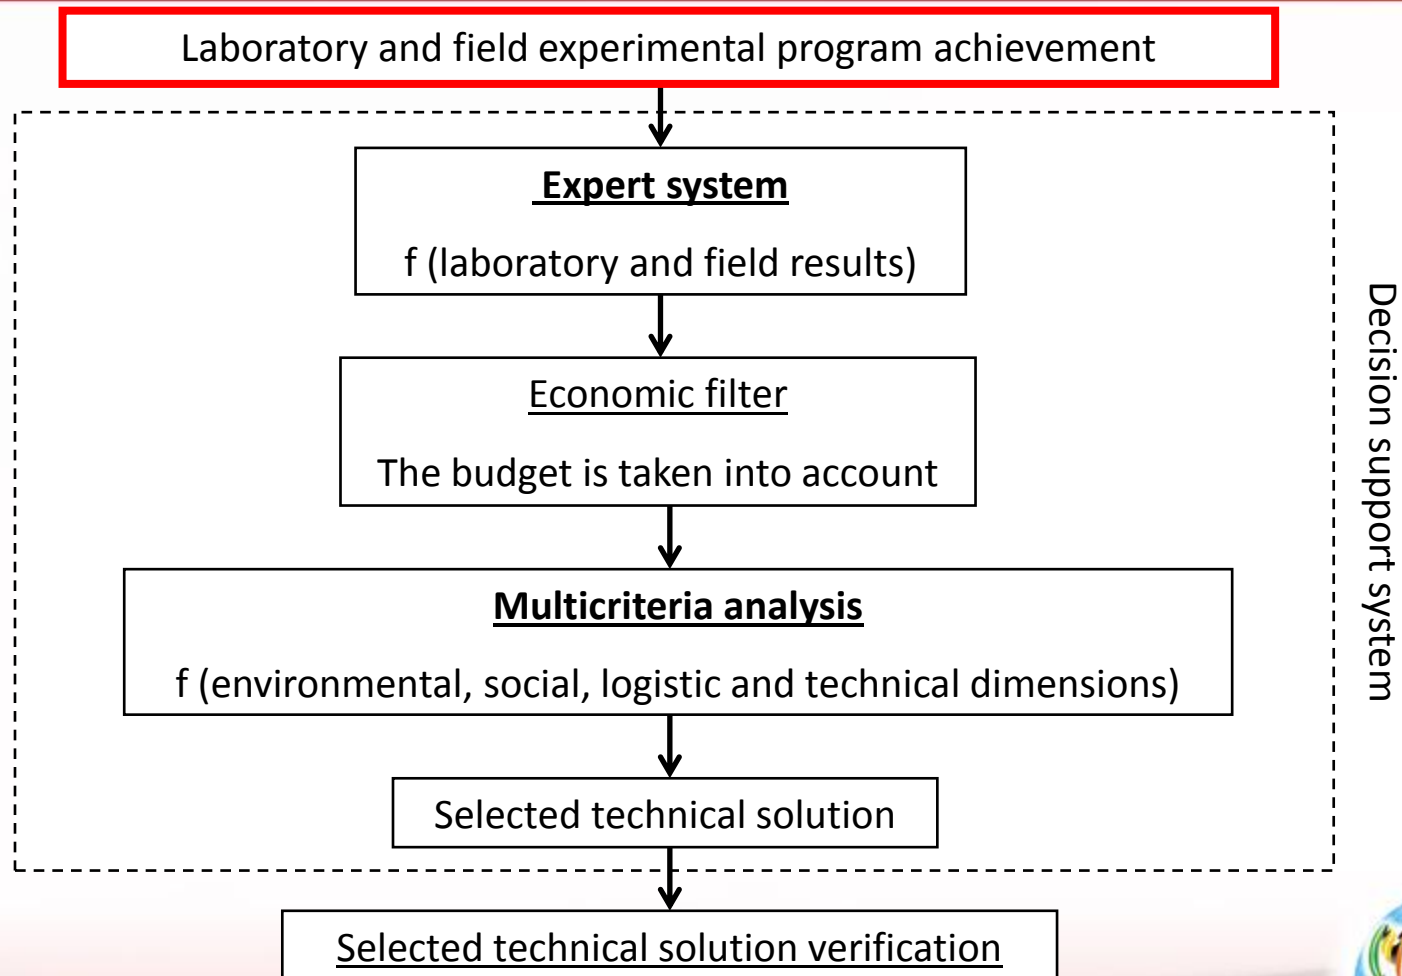 Laboratory and field experimental program achievement
Expert system
f (laboratory and field results)
Economic filter
The budget is taken into account
Multicriteria analysis
f (environmental, social, logistic and technical dimensions)
Selected technical solution
Selected technical solution verification
Decision support system